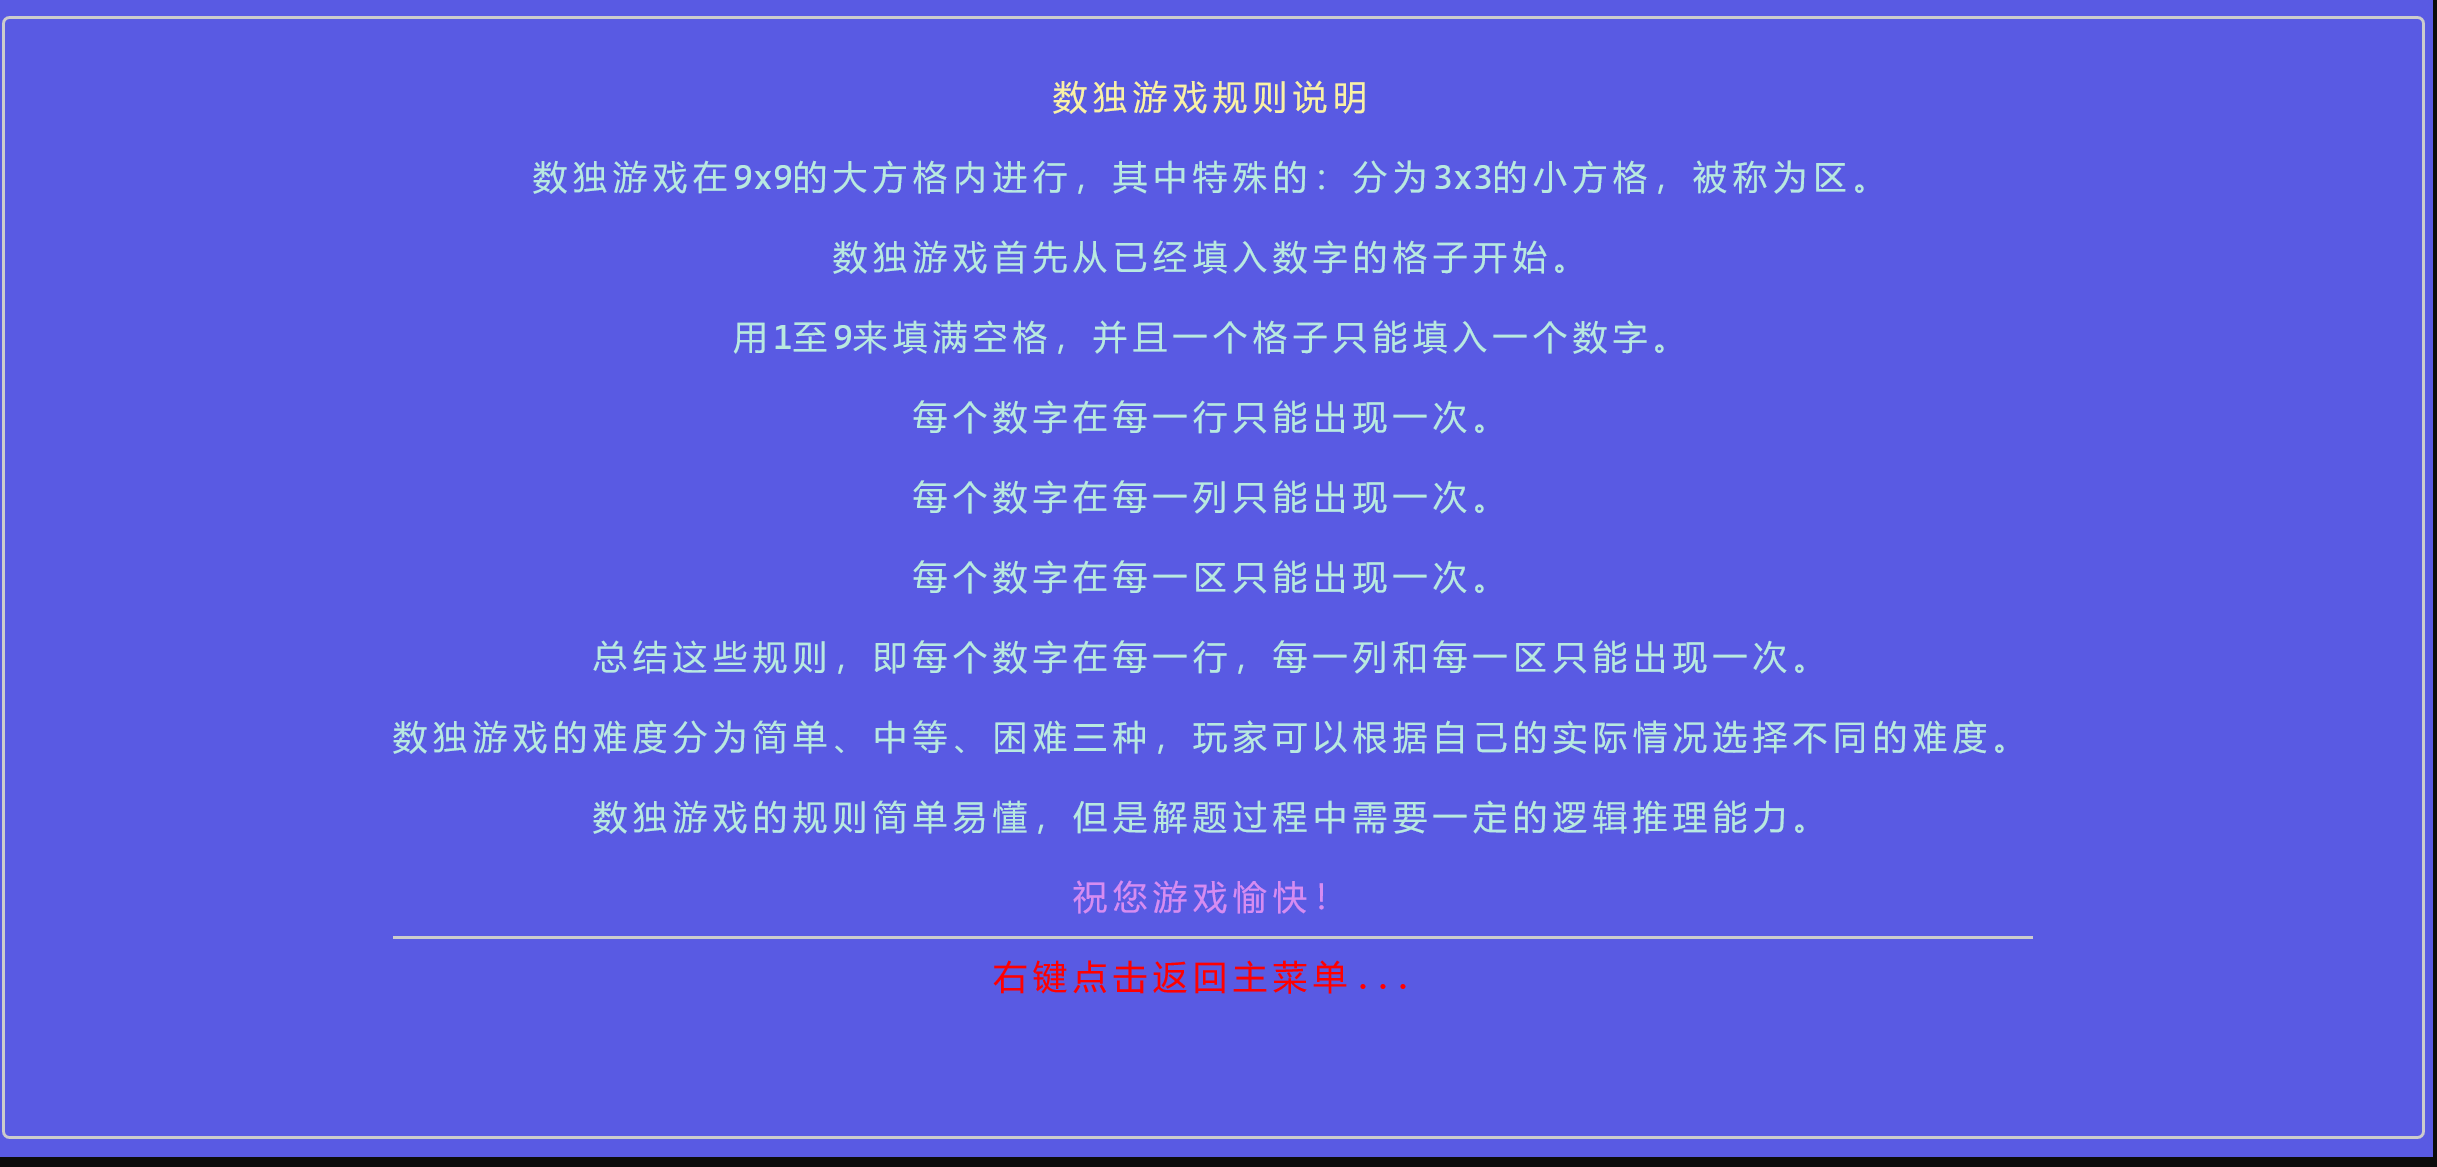 数独游戏规则说明
数独游戏在9x9的大方格内进行，其中特殊的：分为3x3的小方格，被称为区。
数独游戏首先从已经填入数字的格子开始。
用1至9来填满空格，并且一个格子只能填入一个数字。
每个数字在每一行只能出现一次。
每个数字在每一列只能出现一次。
每个数字在每一区只能出现一次。
总结这些规则，即每个数字在每一行，每一列和每一区只能出现一次。
数独游戏的难度分为简单、中等、困难三种，玩家可以根据自己的实际情况选择不同的难度。
数独游戏的规则简单易懂，但是解题过程中需要一定的逻辑推理能力。
祝您游戏愉快！
右键点击返回主菜单...